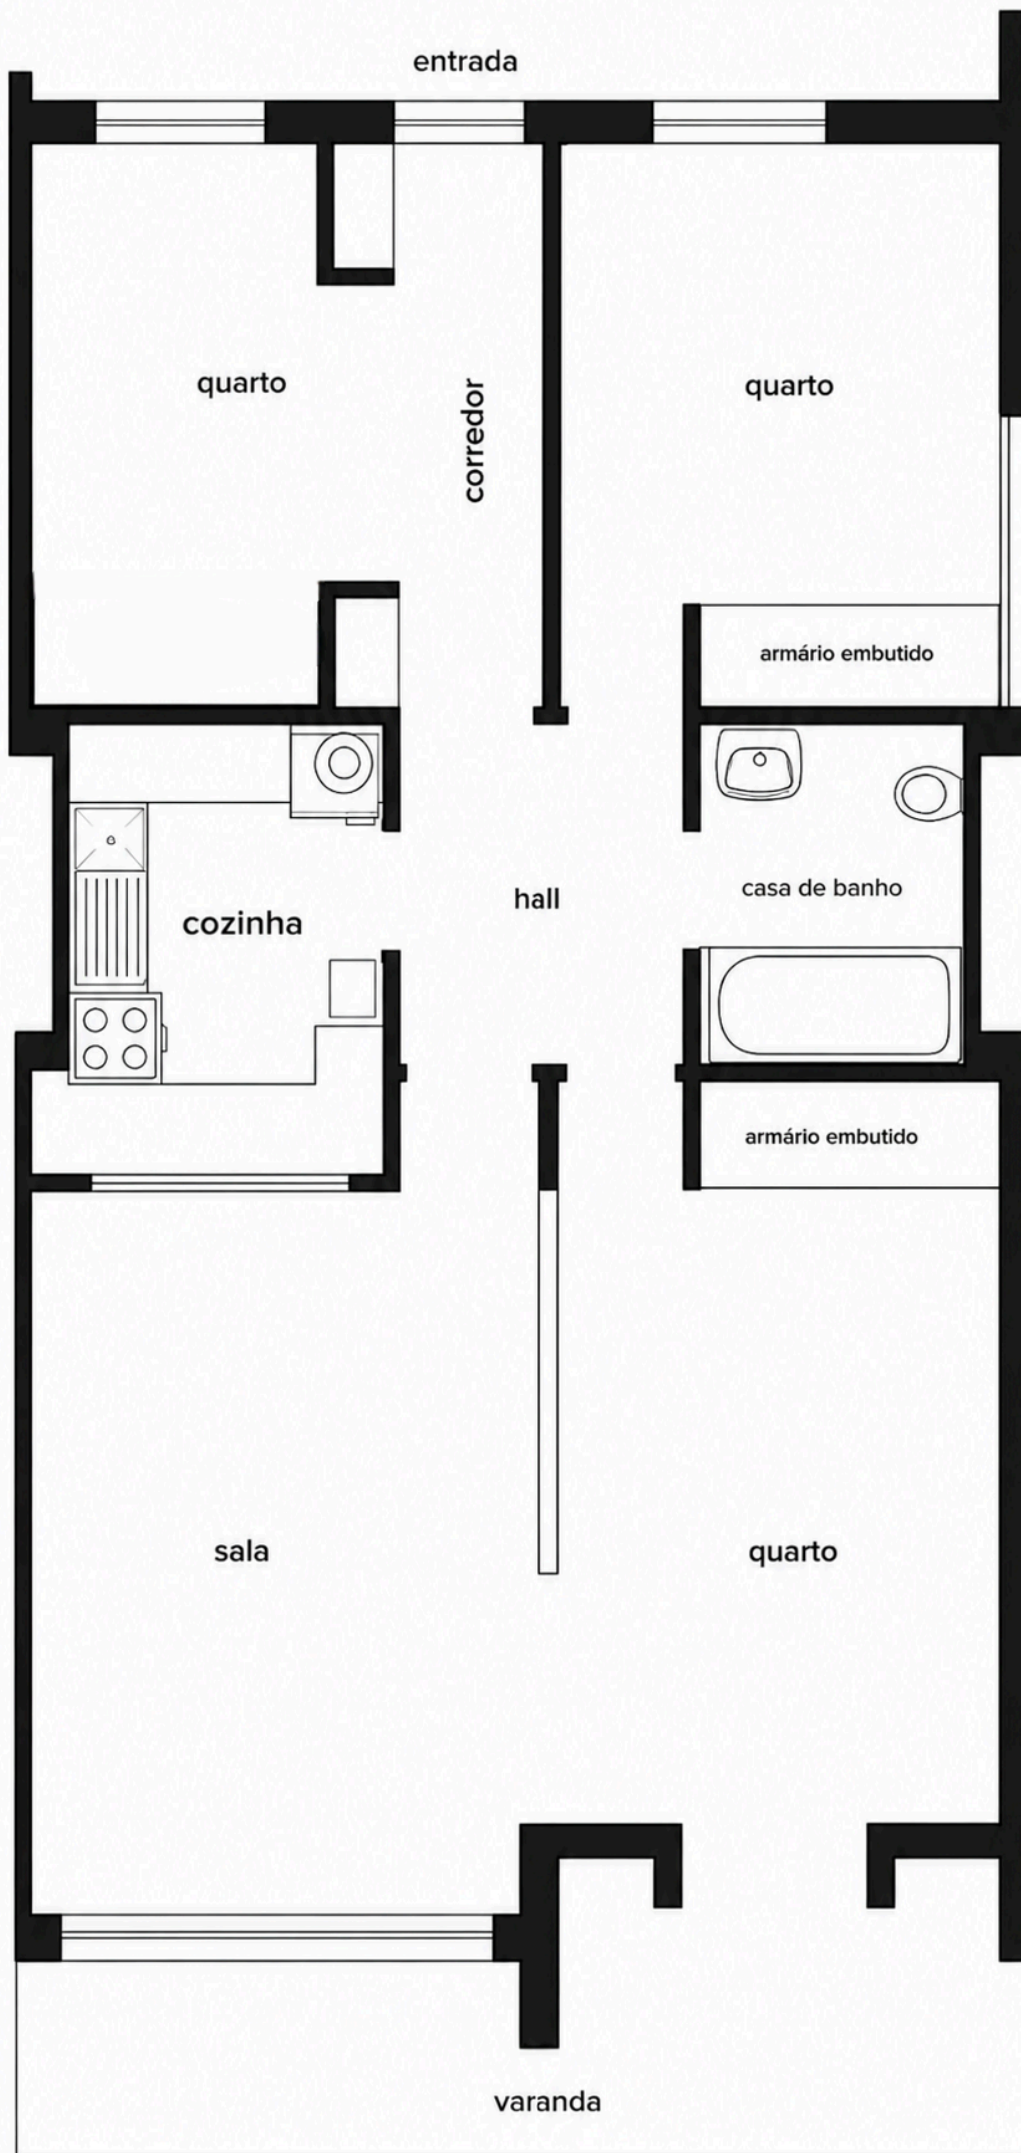 entrada
quarto
corredor
quarto
armário embutido
cozinha
hall
casa de banho
armário embutido
sala
quarto
varanda